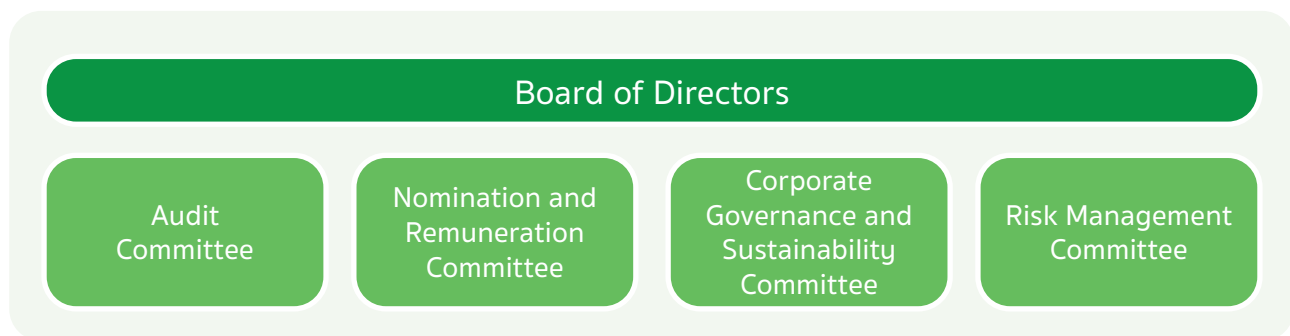 Board of Directors
Audit
Committee
Nomination and
Remuneration
Committee
Corporate
Governance and
Sustainability
Committee
Risk Management
Committee